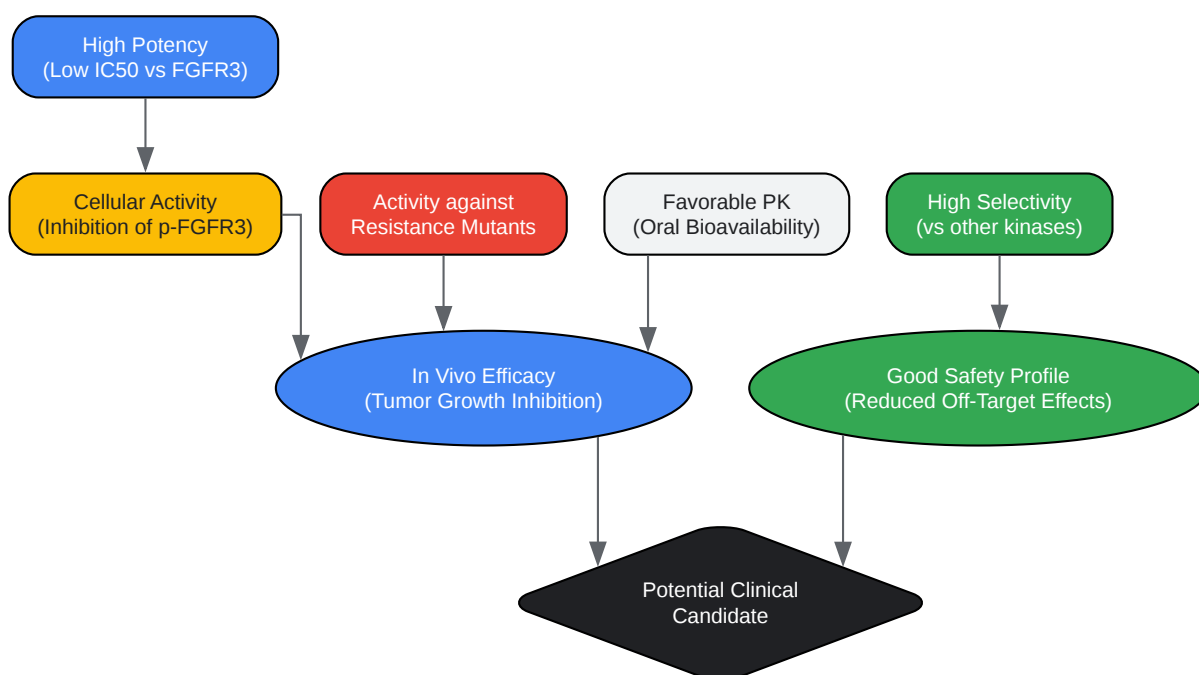 High Potency
(Low IC50 vs FGFR3)
Cellular Activity
(Inhibition of p-FGFR3)
Activity against
Resistance Mutants
Favorable PK
(Oral Bioavailability)
High Selectivity
(vs other kinases)
In Vivo Efficacy
(Tumor Growth Inhibition)
Good Safety Profile
(Reduced Off-Target Effects)
Potential Clinical
Candidate